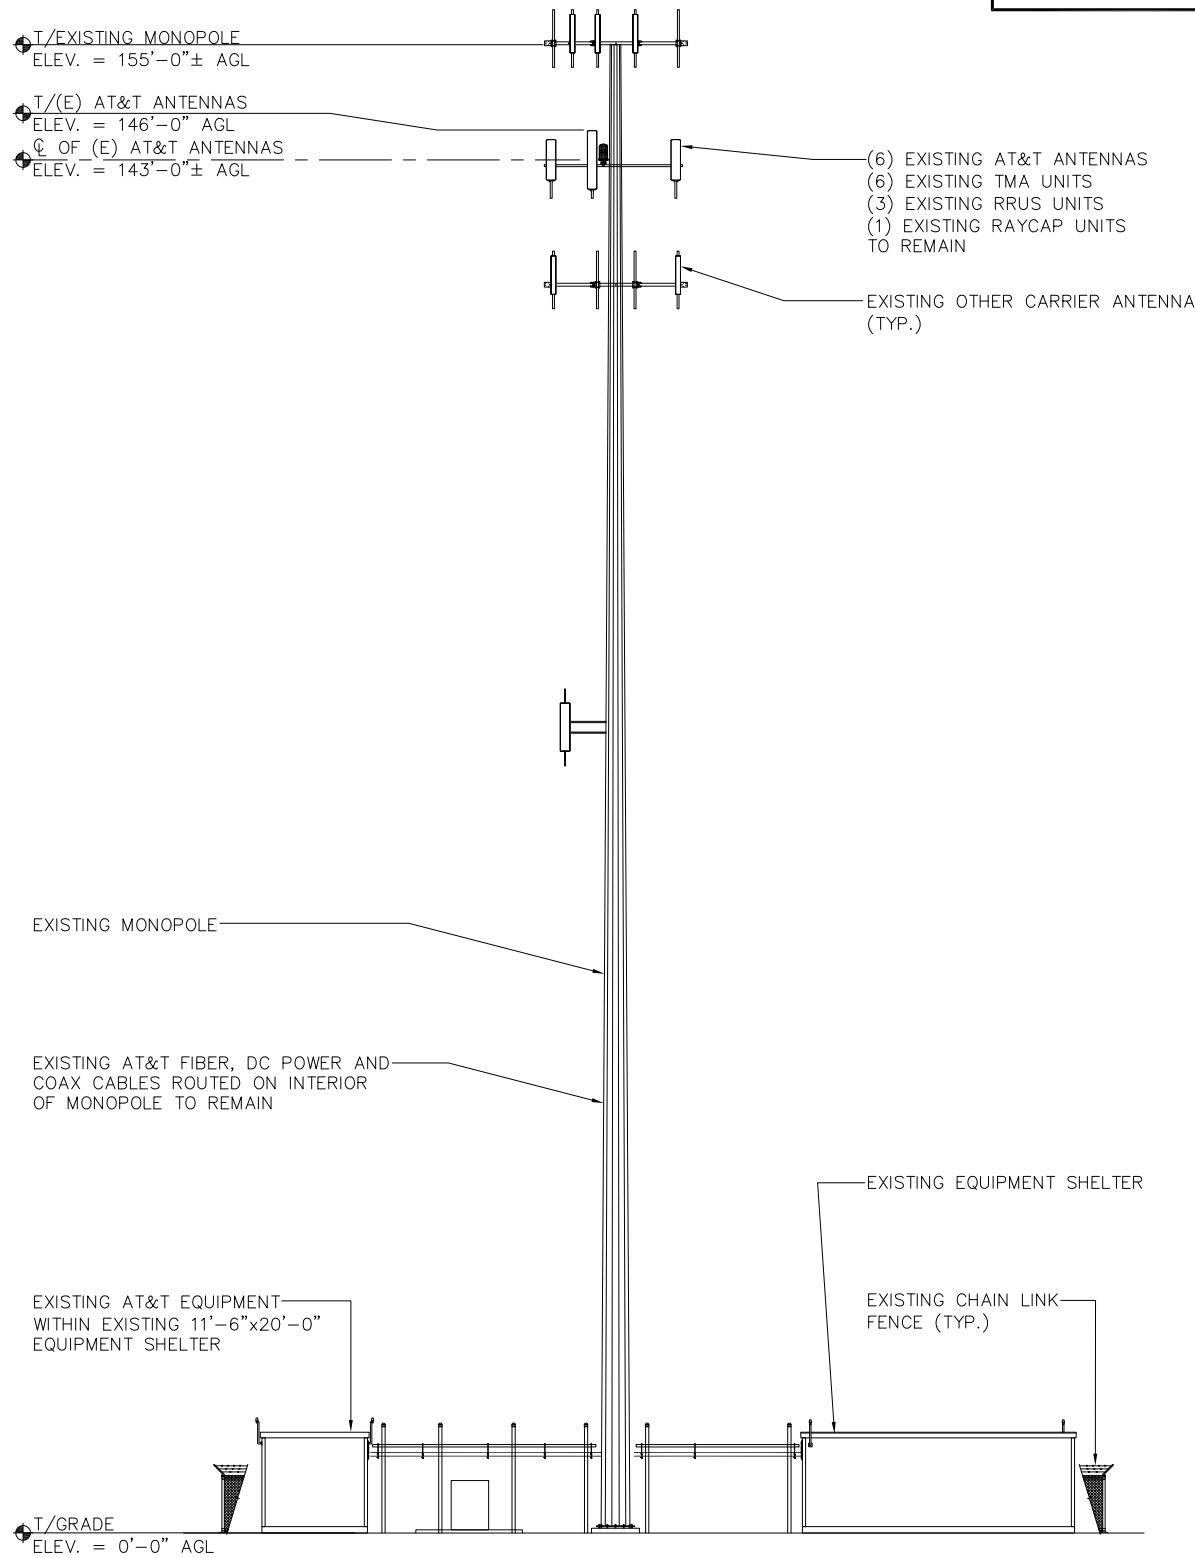 T/EXISTING MONOPOLE
ELEV. = 155'-0"± AGL
T/(E) AT&T ANTENNAS
ELEV. = 146'-0" AGL
℄ OF (E) AT&T ANTENNAS
ELEV. = 143'-0"± AGL
(6) EXISTING AT&T ANTENNAS
(6) EXISTING TMA UNITS
(3) EXISTING RRUS UNITS
(1) EXISTING RAYCAP UNITS
TO REMAIN
EXISTING OTHER CARRIER ANTENNA
(TYP.)
EXISTING MONOPOLE
EXISTING AT&T FIBER, DC POWER AND
COAX CABLES ROUTED ON INTERIOR
OF MONOPOLE TO REMAIN
EXISTING EQUIPMENT SHELTER
EXISTING AT&T EQUIPMENT
WITHIN EXISTING 11'-6"x20'-0"
EQUIPMENT SHELTER
EXISTING CHAIN LINK
FENCE (TYP.)
T/GRADE
ELEV. = 0'-0" AGL